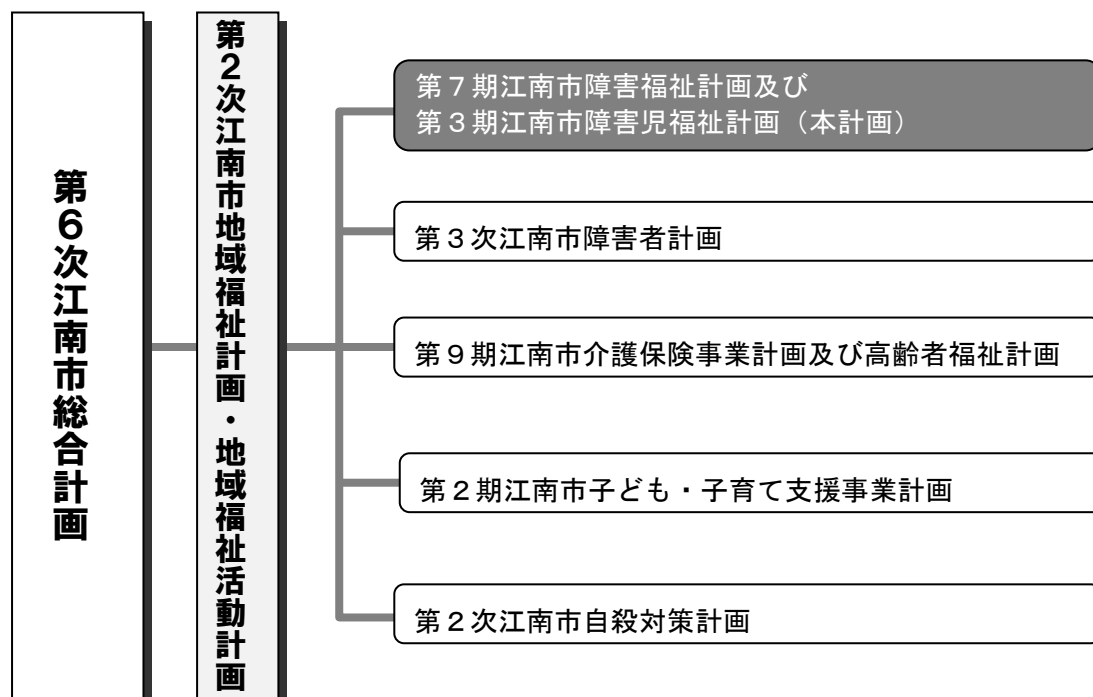 第６次江南市総合計画
第２次江南市地域福祉計画・地域福祉活動計画
第７期江南市障害福祉計画及び
第３期江南市障害児福祉計画（本計画）
第３次江南市障害者計画
第９期江南市介護保険事業計画及び高齢者福祉計画
第２期江南市子ども・子育て支援事業計画
第２次江南市自殺対策計画